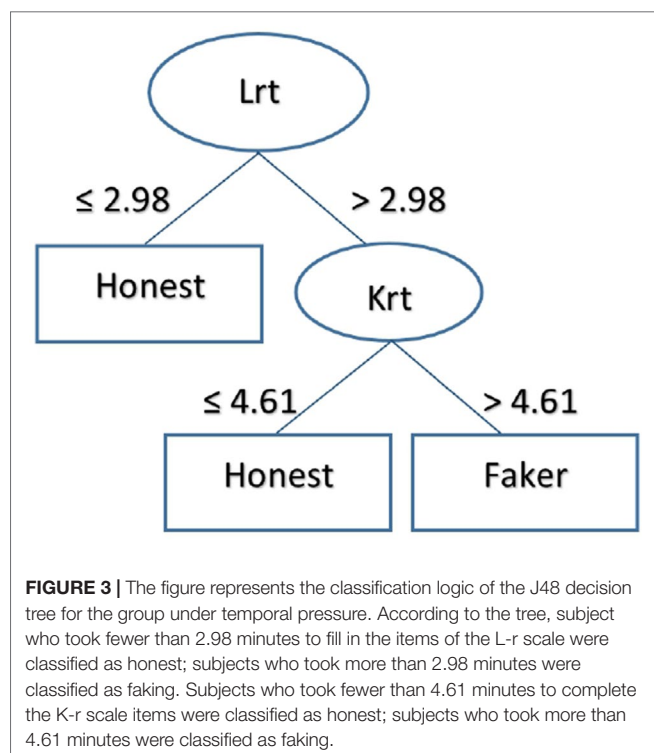 Lrt
≤ 2.98
> 2.98
Honest
Krt
≤ 4.61
> 4.61
Honest
Faker
FIGURE 3 | The figure represents the classification logic of the J48 decision
tree for the group under temporal pressure. According to the tree, subject
who took fewer than 2.98 minutes to fill in the items of the L-r scale were
classified as honest; subjects who took more than 2.98 minutes were
classified as faking. Subjects who took fewer than 4.61 minutes to complete
the K-r scale items were classified as honest; subjects who took more than
4.61 minutes were classified as faking.